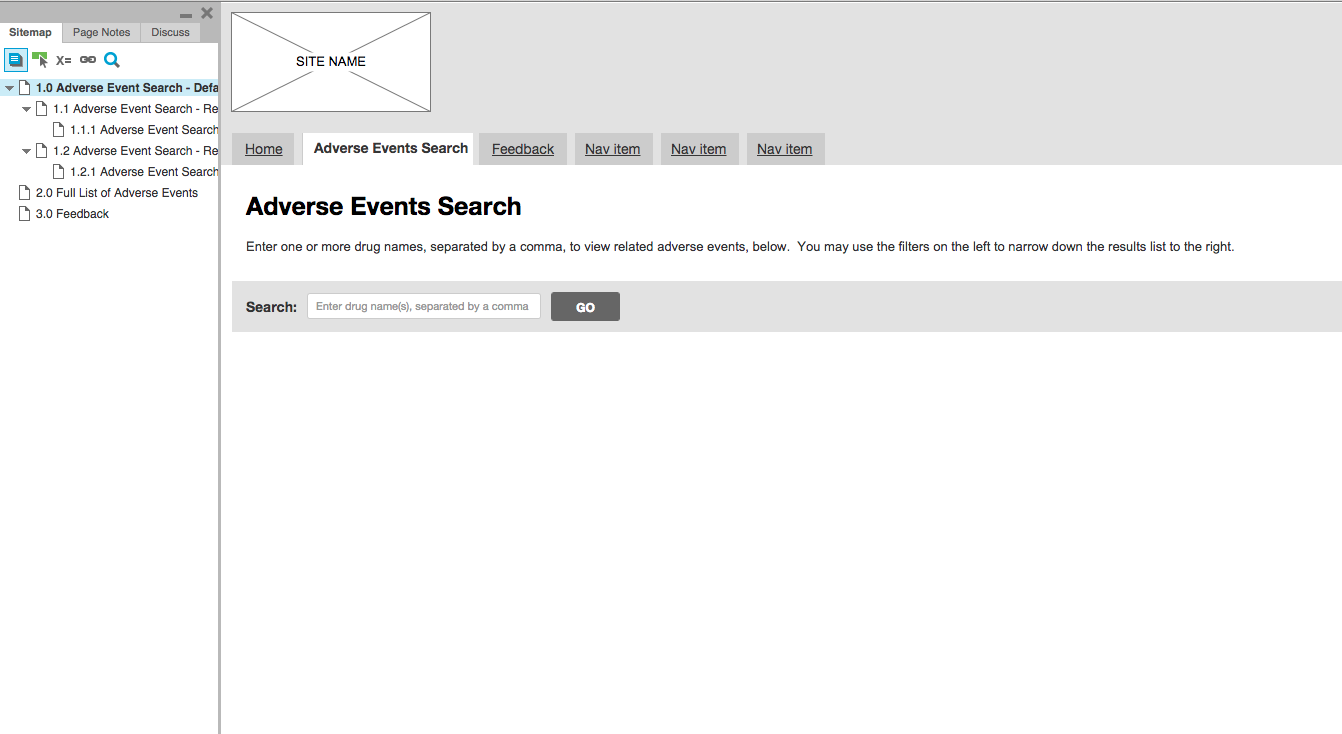 Sitemap Page Notes Discuss
X=
1.0 Adverse Event Search - Defa
1.1 Adverse Event Search - Re
1.1.1 Adverse Event Search
1.2 Adverse Event Search - Re
1.2.1 Adverse Event Search
2.0 Full List of Adverse Events
3.0 Feedback
SITE NAME
Home Adverse Events Search Feedback Nav item Nav item Nav item
Adverse Events Search
Enter one or more drug names, separated by a comma, to view related adverse events, below.  You may use the filters on the left to narrow down the results list to the right.
Search: Enter drug name(s), separated by a comma GO